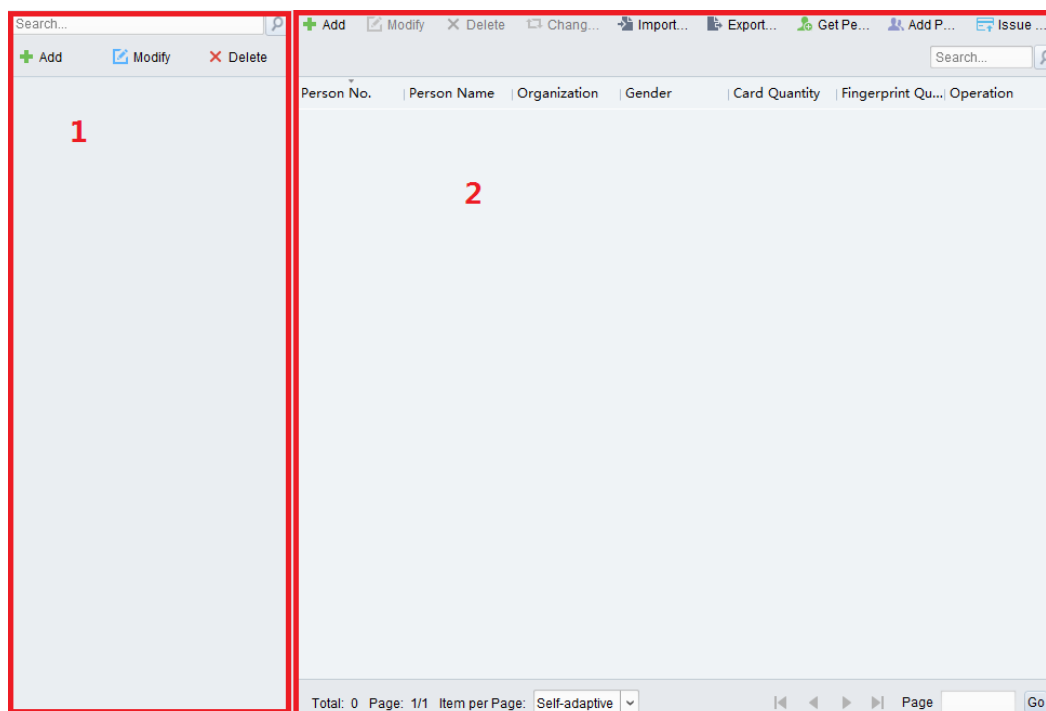 Search...
Add Modify Delete
1
Add Modify Delete Chang... Import... Export... Get Pe... Add P... Issue ...
Search...
Person No. Person Name Organization Gender Card Quantity Fingerprint Qu... Operation
2
Total: 0 Page: 1/1 Item per Page: Self-adaptive Page Go